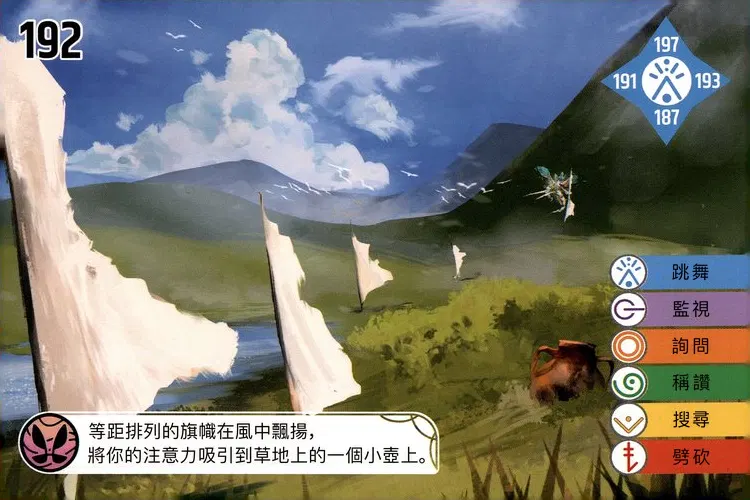 192
197
191
193
187
跳舞
監視
詢問
稱讚
搜尋
劈砍
等距排列的旗幟在風中飄揚，
將你的注意力吸引到草地上的一個小壺上。